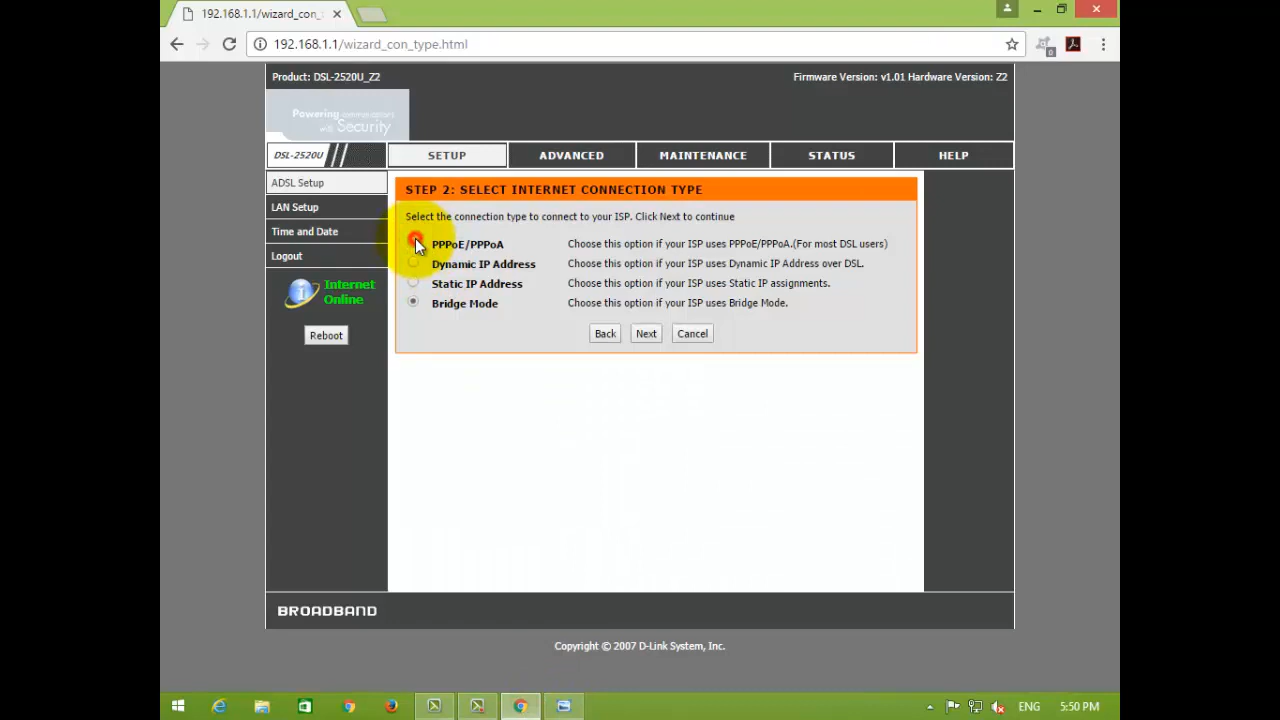 192.168.1.1/wizard_con_
192.168.1.1/wizard_con_type.html
Product: DSL-2520U_Z2
Firmware Version: v1.01 Hardware Version: Z2
Powering communications
with Security
DSL-2520U
SETUP
ADVANCED
MAINTENANCE
STATUS
HELP
ADSL Setup
LAN Setup
Time and Date
Logout
Internet
Online
Reboot
STEP 2: SELECT INTERNET CONNECTION TYPE
Select the connection type to connect to your ISP. Click Next to continue
PPPoE/PPPoA Choose this option if your ISP uses PPPoE/PPPoA.(For most DSL users)
Dynamic IP Address Choose this option if your ISP uses Dynamic IP Address over DSL.
Static IP Address Choose this option if your ISP uses Static IP assignments.
Bridge Mode Choose this option if your ISP uses Bridge Mode.
Back Next Cancel
BROADBAND
Copyright © 2007 D-Link System, Inc.
0
ENG 5:50 PM